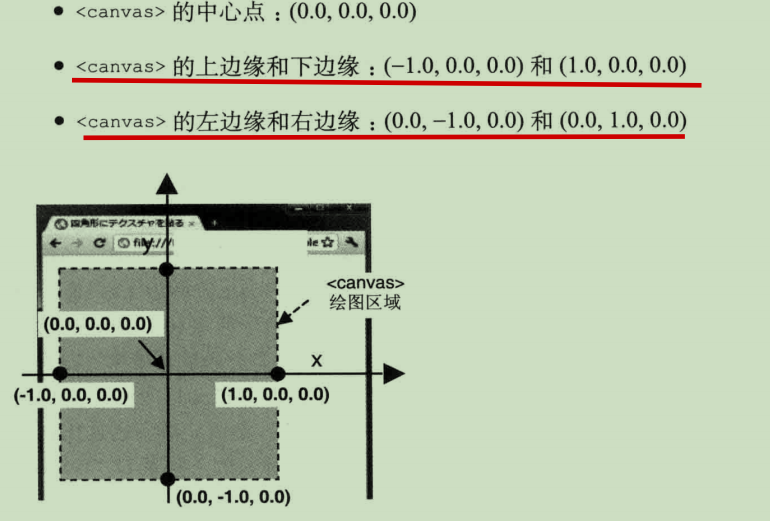 • <canvas> 的中心点：(0.0, 0.0, 0.0)
• <canvas> 的上边缘和下边缘：(−1.0, 0.0, 0.0) 和 (1.0, 0.0, 0.0)
• <canvas> 的左边缘和右边缘：(0.0, −1.0, 0.0) 和 (0.0, 1.0, 0.0)
四角形にテクスチャを貼る ×
file:///
y
<canvas>
绘图区域
(0.0, 0.0, 0.0)
x
(-1.0, 0.0, 0.0)
(1.0, 0.0, 0.0)
(0.0, -1.0, 0.0)